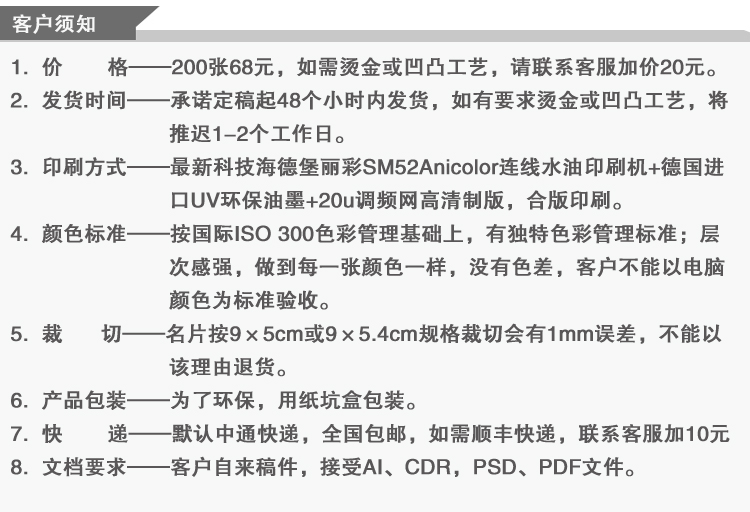 客户须知
1. 价 格——200张68元，如需烫金或凹凸工艺，请联系客服加价20元。
2. 发货时间——承诺定稿起48个小时内发货，如有要求烫金或凹凸工艺，将
推迟1-2个工作日。
3. 印刷方式——最新科技海德堡丽彩SM52Anicolor连线水油印刷机+德国进
口UV环保油墨+20u调频网高清制版，合版印刷。
4. 颜色标准——按国际ISO 300色彩管理基础上，有独特色彩管理标准；层
次感强，做到每一张颜色一样，没有色差，客户不能以电脑
颜色为标准验收。
5. 裁 切——名片按9×5cm或9×5.4cm规格裁切会有1mm误差，不能以
该理由退货。
6. 产品包装——为了环保，用纸坑盒包装。
7. 快 递——默认中通快递，全国包邮，如需顺丰快递，联系客服加10元
8. 文档要求——客户自来稿件，接受AI、CDR，PSD、PDF文件。